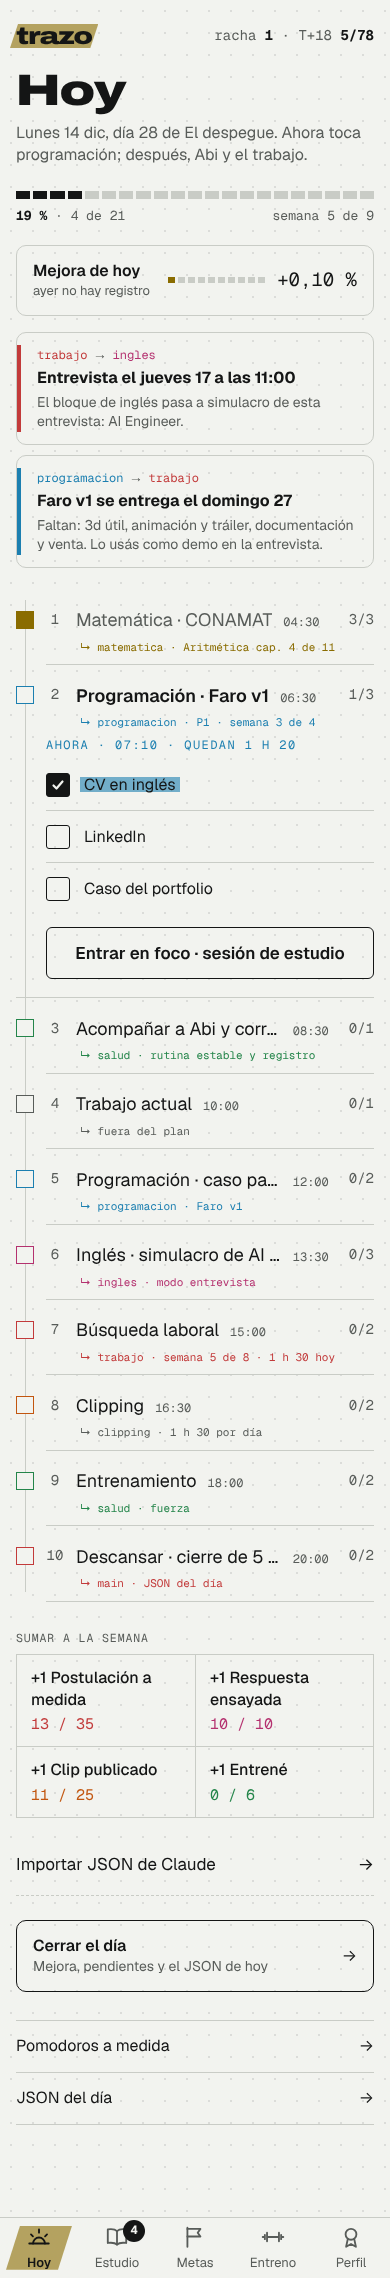 trazo
racha 1 · T+18 5/78
Hoy
Lunes 14 dic, día 28 de El despegue. Ahora toca
programación; después, Abi y el trabajo.
19 % · 4 de 21
semana 5 de 9
Mejora de hoy
ayer no hay registro
+0,10 %
trabajo → ingles
Entrevista el jueves 17 a las 11:00
El bloque de inglés pasa a simulacro de esta
entrevista: AI Engineer.
programacion → trabajo
Faro v1 se entrega el domingo 27
Faltan: 3d útil, animación y tráiler, documentación
y venta. Lo usás como demo en la entrevista.
1 Matemática · CONAMAT 04:30 3/3
↳ matematica · Aritmética cap. 4 de 11
2 Programación · Faro v1 06:30 1/3
↳ programacion · P1 · semana 3 de 4
AHORA · 07:10 · QUEDAN 1 H 20
CV en inglés
LinkedIn
Caso del portfolio
Entrar en foco · sesión de estudio
3 Acompañar a Abi y corr… 08:30 0/1
↳ salud · rutina estable y registro
4 Trabajo actual 10:00 0/1
↳ fuera del plan
5 Programación · caso pa… 12:00 0/2
↳ programacion · Faro v1
6 Inglés · simulacro de AI … 13:30 0/3
↳ ingles · modo entrevista
7 Búsqueda laboral 15:00 0/2
↳ trabajo · semana 5 de 8 · 1 h 30 hoy
8 Clipping 16:30 0/2
↳ clipping · 1 h 30 por día
9 Entrenamiento 18:00 0/2
↳ salud · fuerza
10 Descansar · cierre de 5 … 20:00 0/2
↳ main · JSON del día
SUMAR A LA SEMANA
+1 Postulación a
medida
13 / 35
+1 Respuesta
ensayada
10 / 10
+1 Clip publicado
11 / 25
+1 Entrené
0 / 6
Importar JSON de Claude →
Cerrar el día
Mejora, pendientes y el JSON de hoy →
Pomodoros a medida →
JSON del día →
4
Hoy Estudio Metas Entreno Perfil